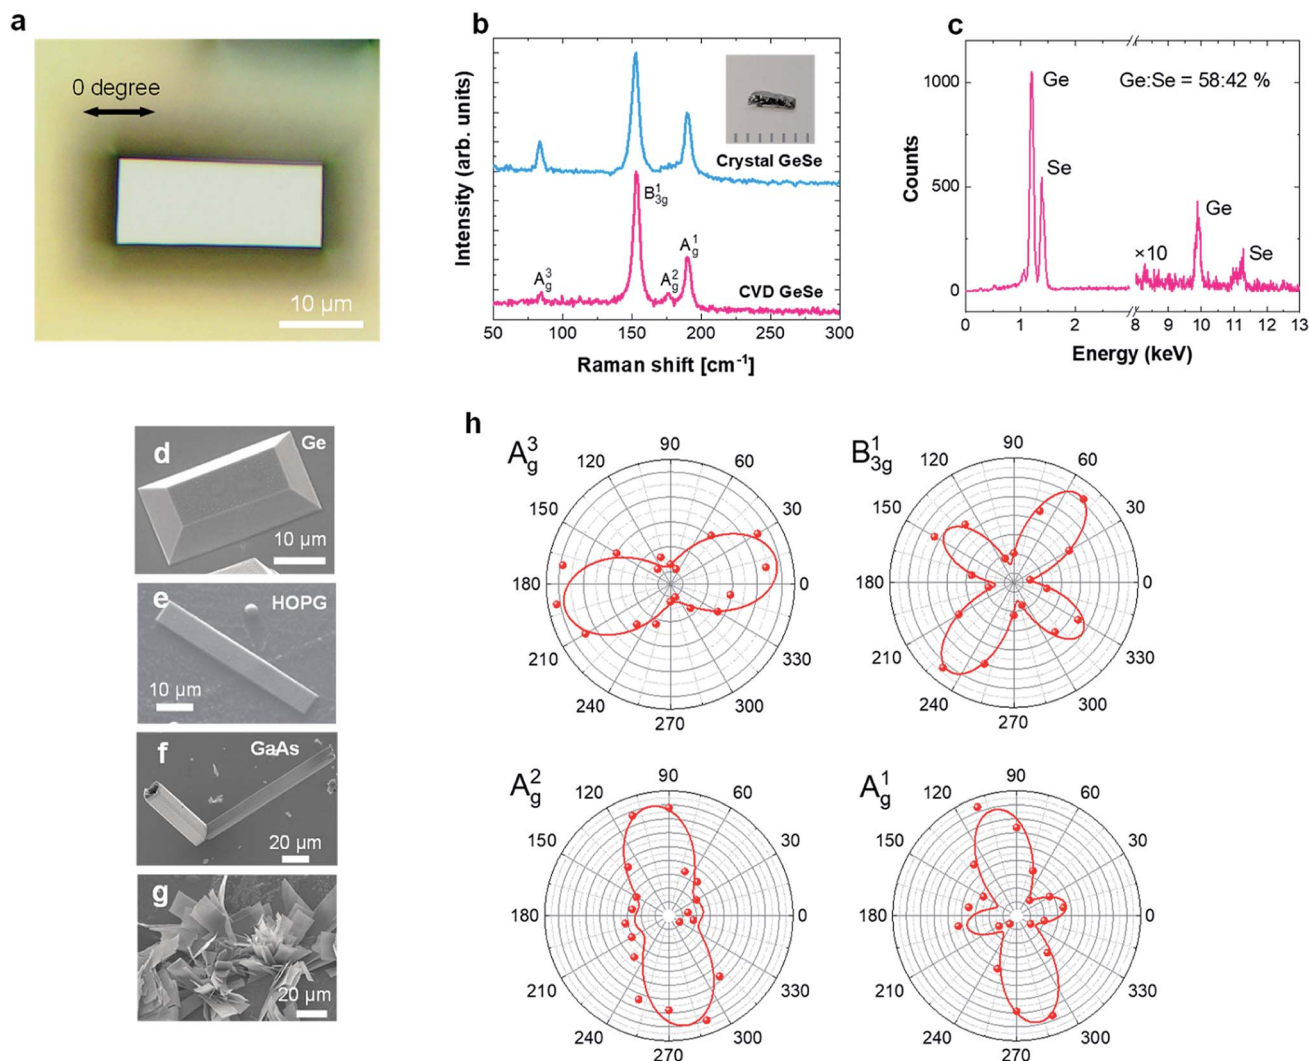 a
0 degree
10 μm
b
Intensity (arb. units)
Crystal GeSe
B¹₃g
A³g
A²g
A¹g
CVD GeSe
50 100 150 200 250 300
Raman shift [cm⁻¹]
c
Ge
Ge:Se = 58:42 %
Se
×10
Ge
Se
1000
500
0
Counts
0 2 8 9 10 11 12 13
Energy (keV)
d
Ge
10 μm
e
HOPG
10 μm
f
GaAs
20 μm
g
20 μm
h
A³g
90
120 60
150 30
180 0
210 330
240 300
270
B¹₃g
90
120 60
150 30
180 0
210 330
240 300
270
A²g
90
120 60
150 30
180 0
210 330
240 300
270
A¹g
90
120 60
150 30
180 0
210 330
240 300
270